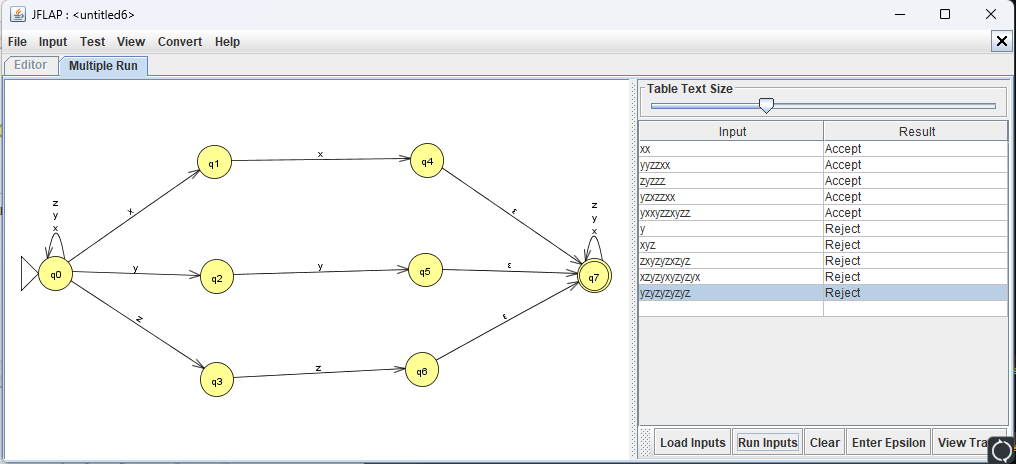 JFLAP : <untitled6>
File Input Test View Convert Help
Editor Multiple Run
Table Text Size
Input Result
xx Accept
yyzzxx Accept
zyzzz Accept
yzxzzxx Accept
yxxyzzxyzz Accept
y Reject
xyz Reject
zxyzyzxzyz Reject
xzyzyxyzyzyx Reject
yzyzyzyzyz Reject
Load Inputs Run Inputs Clear Enter Epsilon View Tra
q1 x q4
x ε
z
y
x
q0 y q2 y q5 ε q7
z
y
x
z ε
q3 z q6